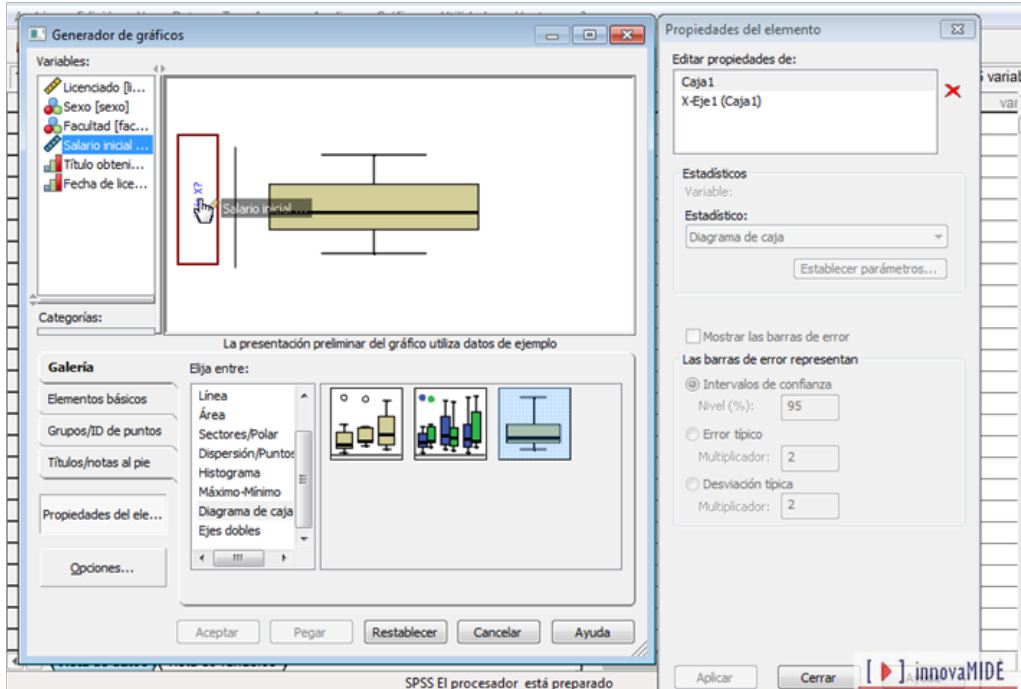 Generador de gráficos
Variables:
Licenciado [li...
Sexo [sexo]
Facultad [fac...
Salario inicial ...
Título obteni...
Fecha de lice...
X?
Salario inicial ...
Categorías:
La presentación preliminar del gráfico utiliza datos de ejemplo
Galería
Elementos básicos
Grupos/ID de puntos
Títulos/notas al pie
Propiedades del ele...
Opciones...
Elija entre:
Línea
Área
Sectores/Polar
Dispersión/Puntos
Histograma
Máximo-Mínimo
Diagrama de caja
Ejes dobles
Aceptar
Pegar
Restablecer
Cancelar
Ayuda
SPSS El procesador está preparado
Propiedades del elemento
Editar propiedades de:
Caja1
X-Eje1 (Caja1)
Estadísticos
Variable:
Estadístico:
Diagrama de caja
Establecer parámetros...
Mostrar las barras de error
Las barras de error representan
Intervalos de confianza
Nivel (%): 95
Error típico
Multiplicador: 2
Desviación típica
Multiplicador: 2
Aplicar
Cerrar
variab
var
[ ] innovaMIDE